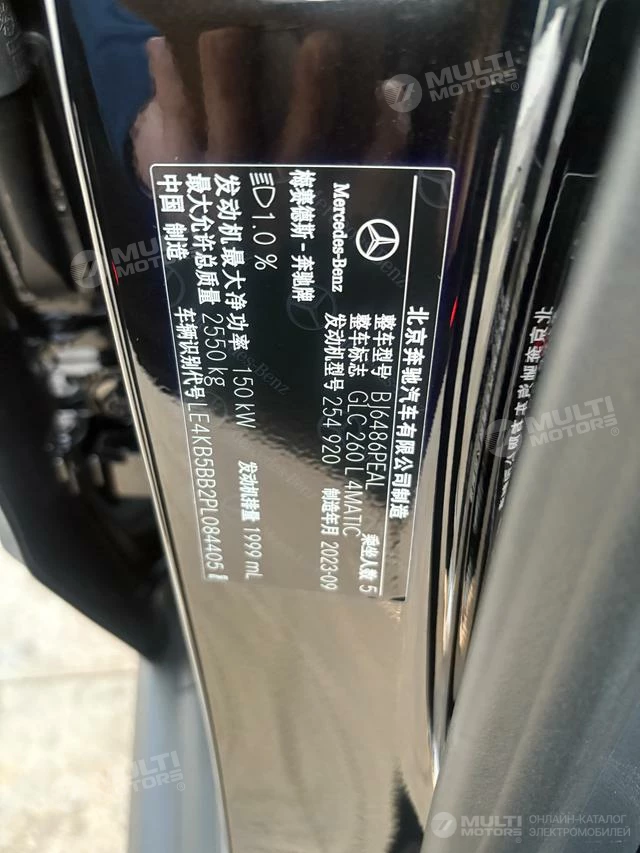 北京奔驰汽车有限公司制造
Mercedes-Benz
梅赛德斯-奔驰牌
整车型号 BJ6486PEAL 乘坐人数 5
整车标志 GLC 260 L 4MATIC
发动机型号 254 920 制造年月 2023-09
1.0 %
发动机最大净功率 150 kW 发动机排量 1999 mL
最大允许总质量 2550 kg
中国 制造 车辆识别代号 LE4KB5BB2PL084405
MULTI
MOTORS®
MULTI
MOTORS®
MULTI
MOTORS®
MULTI
MOTORS®
MULTI
MOTORS®
ОНЛАЙН-КАТАЛОГ
ЭЛЕКТРОМОБИЛЕЙ